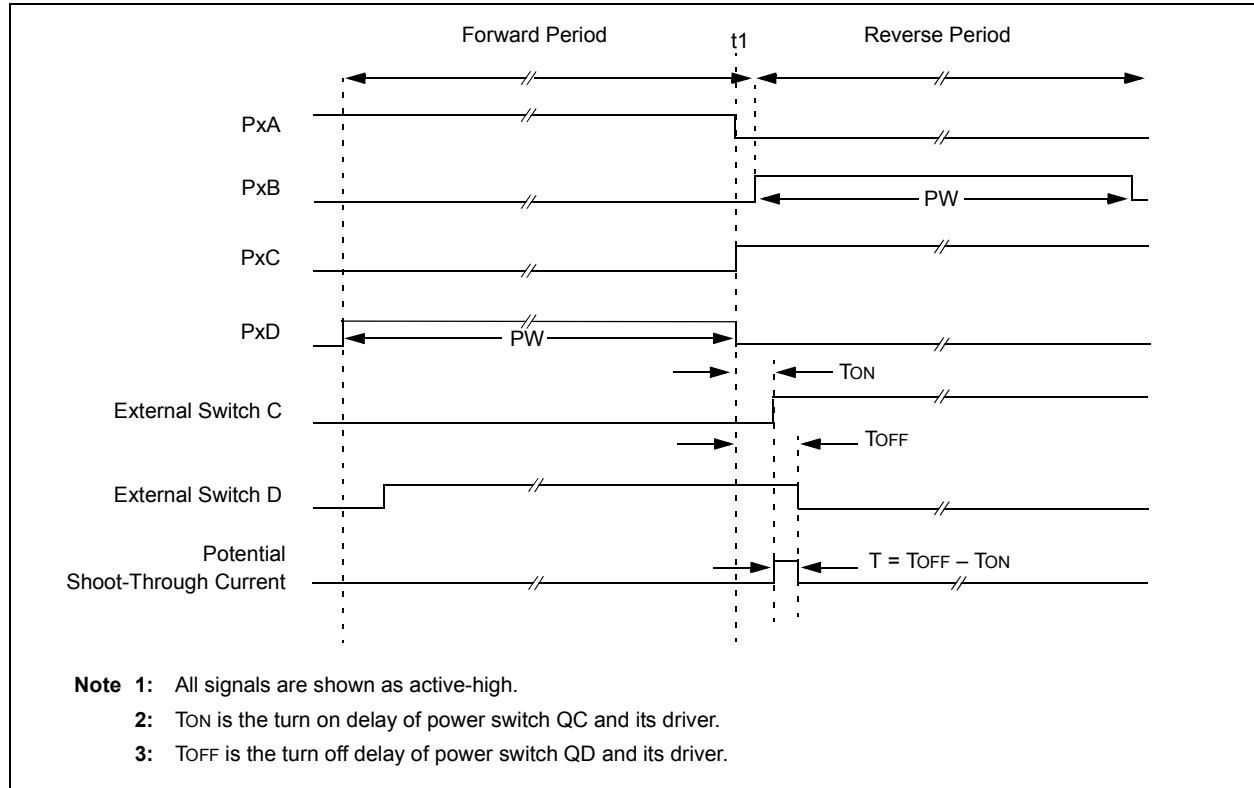 Forward Period
t1
Reverse Period
PxA
PxB
PW
PxC
PxD
PW
TON
External Switch C
TOFF
External Switch D
Potential
Shoot-Through Current
T = TOFF – TON
Note 1: All signals are shown as active-high.
2: TON is the turn on delay of power switch QC and its driver.
3: TOFF is the turn off delay of power switch QD and its driver.